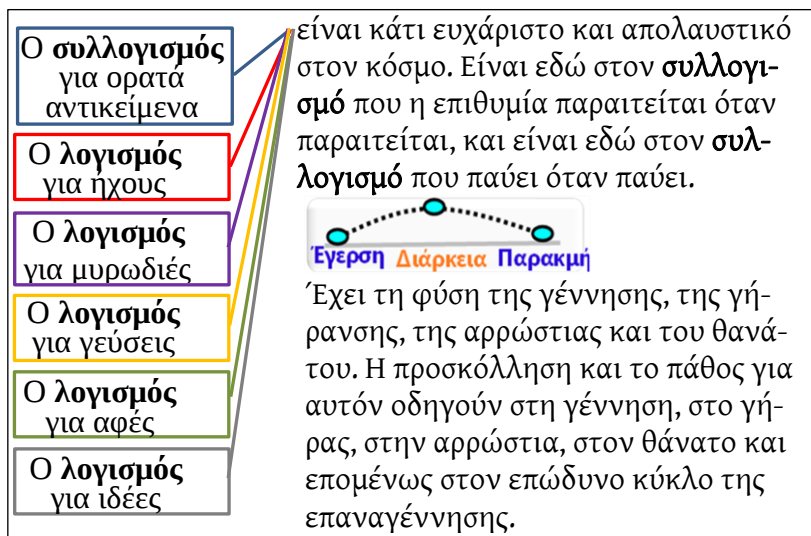 Ο συλλογισμός
για ορατά
αντικείμενα
Ο λογισμός
για ήχους
Ο λογισμός
για μυρωδιές
Ο λογισμός
για γεύσεις
Ο λογισμός
για αφές
Ο λογισμός
για ιδέες
είναι κάτι ευχάριστο και απολαυστικό
στον κόσμο. Είναι εδώ στον συλλογι-
σμό που η επιθυμία παραιτείται όταν
παραιτείται, και είναι εδώ στον συλ-
λογισμό που παύει όταν παύει.
Έγερση Διάρκεια Παρακμή
Έχει τη φύση της γέννησης, της γή-
ρανσης, της αρρώστιας και του θανά-
του. Η προσκόλληση και το πάθος για
αυτόν οδηγούν στη γέννηση, στο γή-
ρας, στην αρρώστια, στον θάνατο και
επομένως στον επώδυνο κύκλο της
επαναγέννησης.